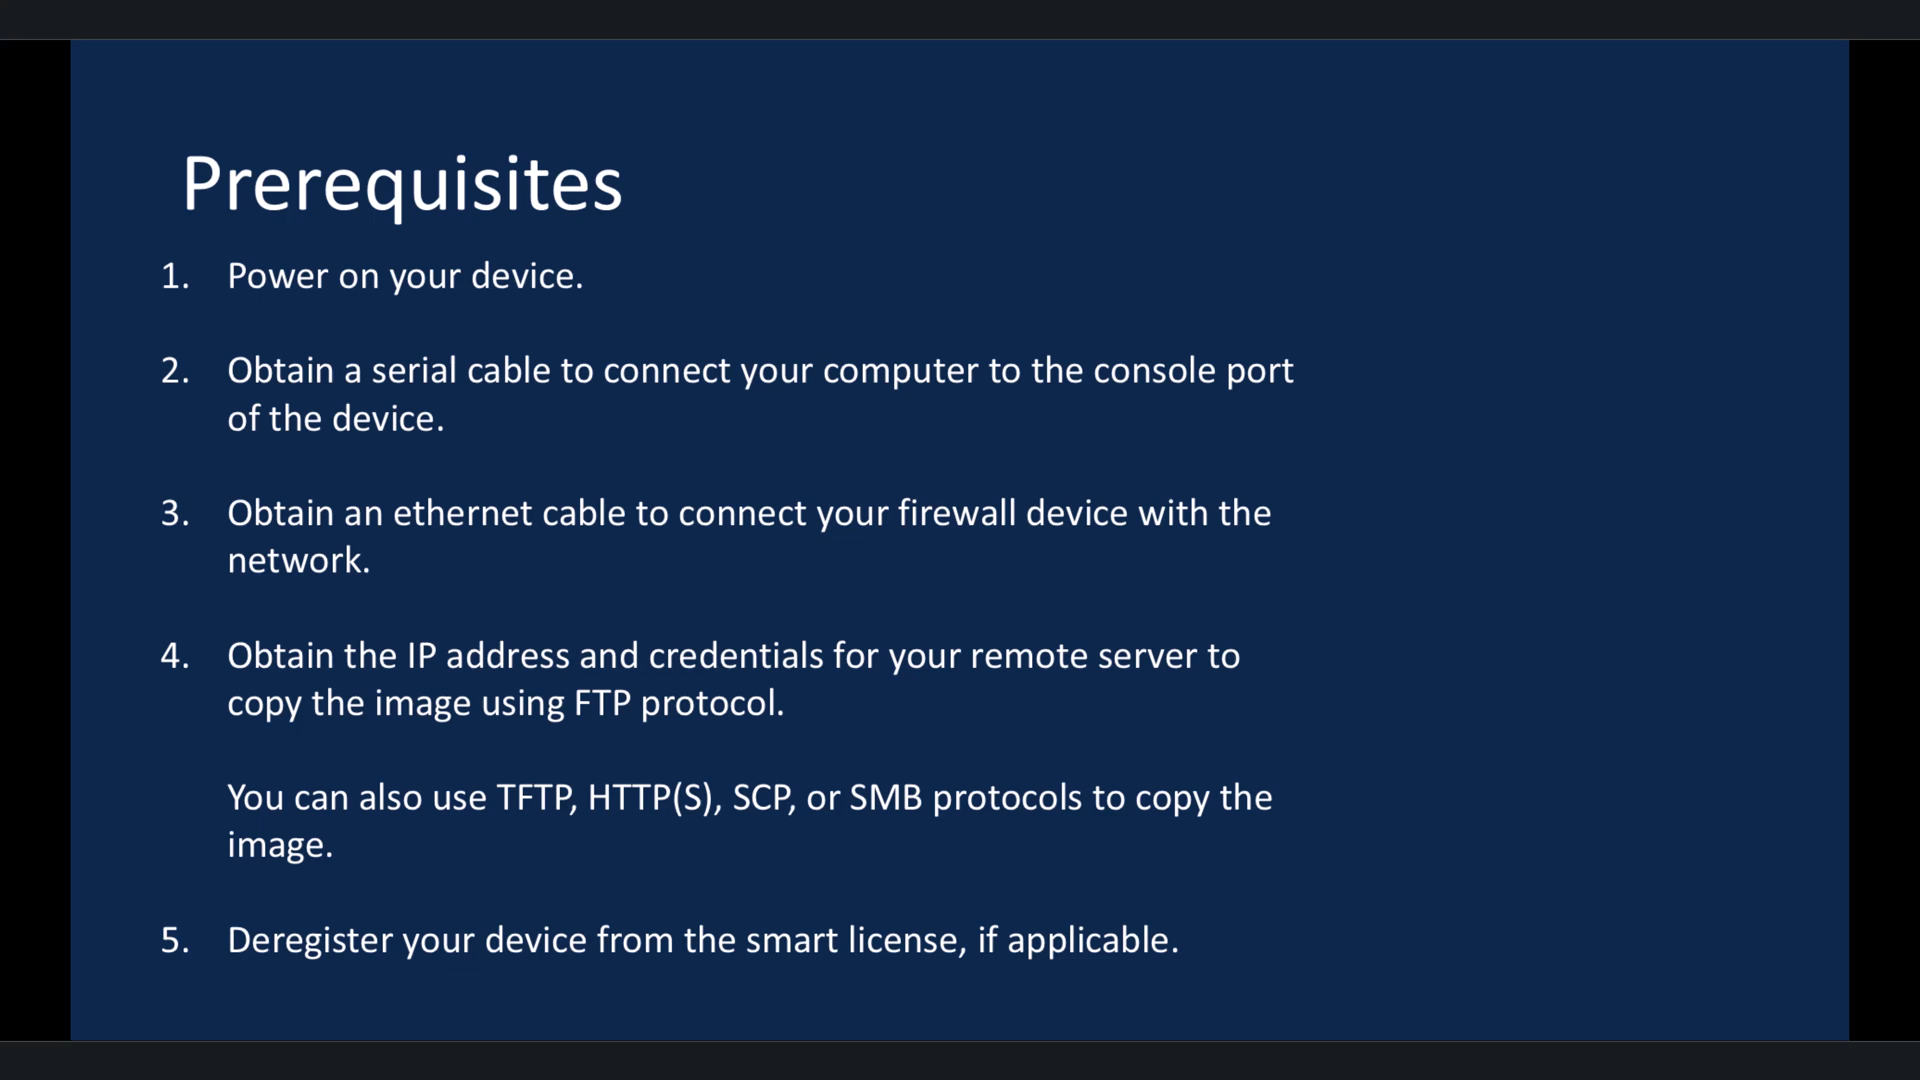 Prerequisites
1. Power on your device.
2. Obtain a serial cable to connect your computer to the console port
of the device.
3. Obtain an ethernet cable to connect your firewall device with the
network.
4. Obtain the IP address and credentials for your remote server to
copy the image using FTP protocol.
You can also use TFTP, HTTP(S), SCP, or SMB protocols to copy the
image.
5. Deregister your device from the smart license, if applicable.